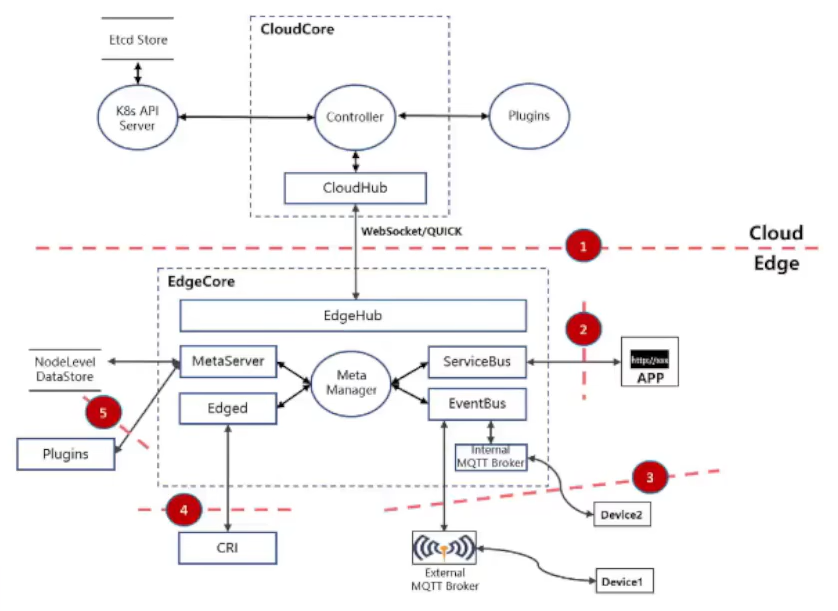 CloudCore
Etcd Store
K8s API
Server
Controller
Plugins
CloudHub
WebSocket/QUICK
1
Cloud
Edge
EdgeCore
EdgeHub
2
NodeLevel
DataStore
MetaServer
Meta
Manager
ServiceBus
http://xxx
APP
Edged
EventBus
5
Plugins
Internal
MQTT Broker
3
4
Device2
CRI
External
MQTT Broker
Device1